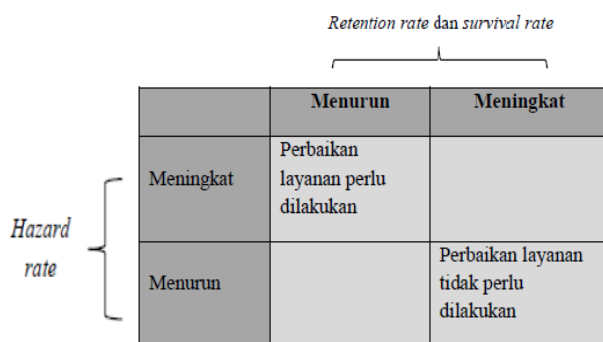 Retention rate dan survival rate
Menurun Meningkat
Meningkat
Perbaikan
layanan perlu
dilakukan
Hazard
rate
Menurun
Perbaikan layanan
tidak perlu
dilakukan